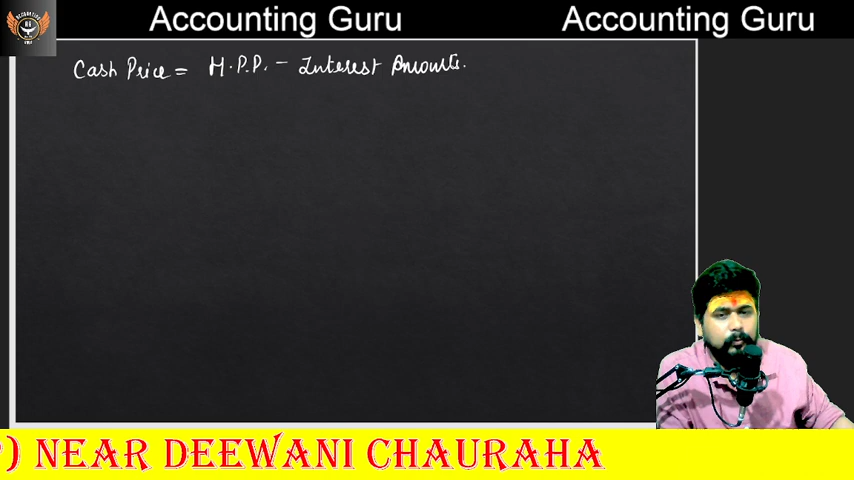 Accounting Guru Accounting Guru
Cash Price = H.P.P. - Interest Amount.
P) NEAR DEEWANI CHAURAHA